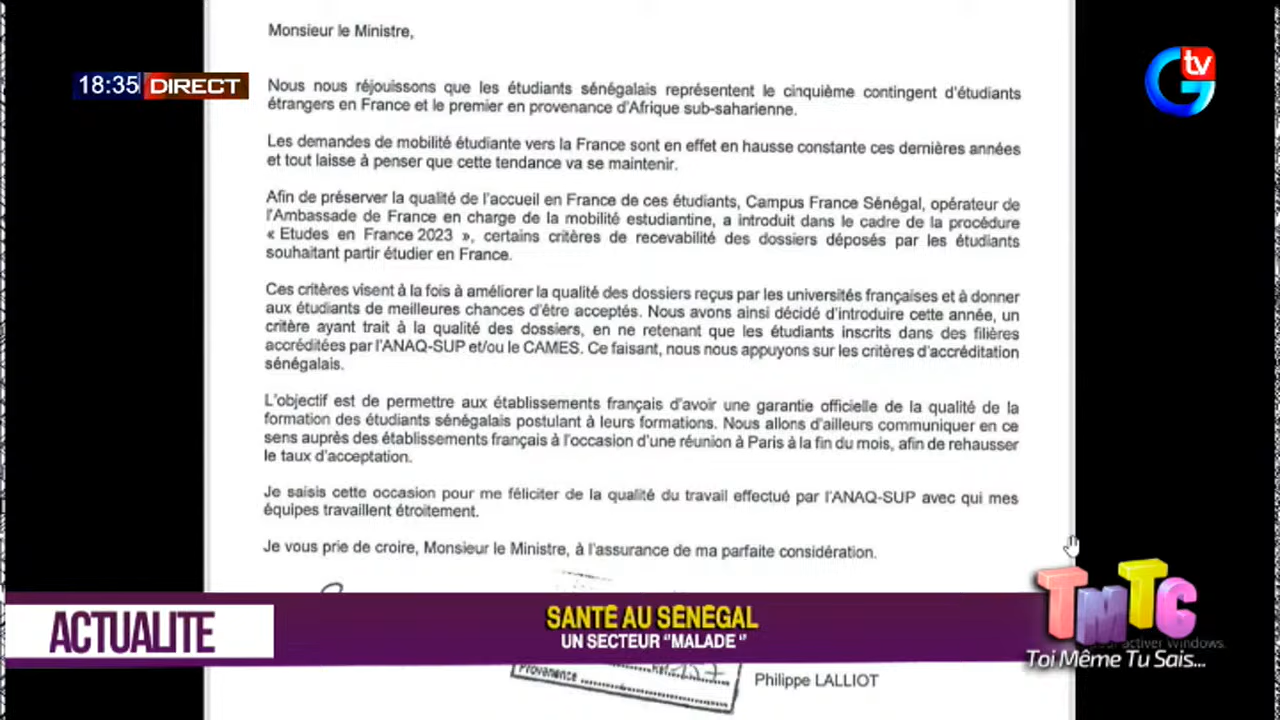 Monsieur le Ministre,
18:35 DIRECT
G tv
Nous nous réjouissons que les étudiants sénégalais représentent le cinquième contingent d'étudiants
étrangers en France et le premier en provenance d'Afrique sub-saharienne.
Les demandes de mobilité étudiante vers la France sont en effet en hausse constante ces dernières années
et tout laisse à penser que cette tendance va se maintenir.
Afin de préserver la qualité de l'accueil en France de ces étudiants, Campus France Sénégal, opérateur de
l'Ambassade de France en charge de la mobilité estudiantine, a introduit dans le cadre de la procédure
« Etudes en France 2023 », certains critères de recevabilité des dossiers déposés par les étudiants
souhaitant partir étudier en France.
Ces critères visent à la fois à améliorer la qualité des dossiers reçus par les universités françaises et à donner
aux étudiants de meilleures chances d'être acceptés. Nous avons ainsi décidé d'introduire cette année, un
critère ayant trait à la qualité des dossiers, en ne retenant que les étudiants inscrits dans des filières
accréditées par l'ANAQ-SUP et/ou le CAMES. Ce faisant, nous nous appuyons sur les critères d'accréditation
sénégalais.
L'objectif est de permettre aux établissements français d'avoir une garantie officielle de la qualité de la
formation des étudiants sénégalais postulant à leurs formations. Nous allons d'ailleurs communiquer en ce
sens auprès des établissements français à l'occasion d'une réunion à Paris à la fin du mois, afin de rehausser
le taux d'acceptation.
Je saisis cette occasion pour me féliciter de la qualité du travail effectué par l'ANAQ-SUP avec qui mes
équipes travaillent étroitement.
Je vous prie de croire, Monsieur le Ministre, à l'assurance de ma parfaite considération.
ACTUALITE
SANTÉ AU SÉNÉGAL
UN SECTEUR "MALADE"
TMTC
activer Windows.
Toi Même Tu Sais...
Provenance
Philippe LALLIOT